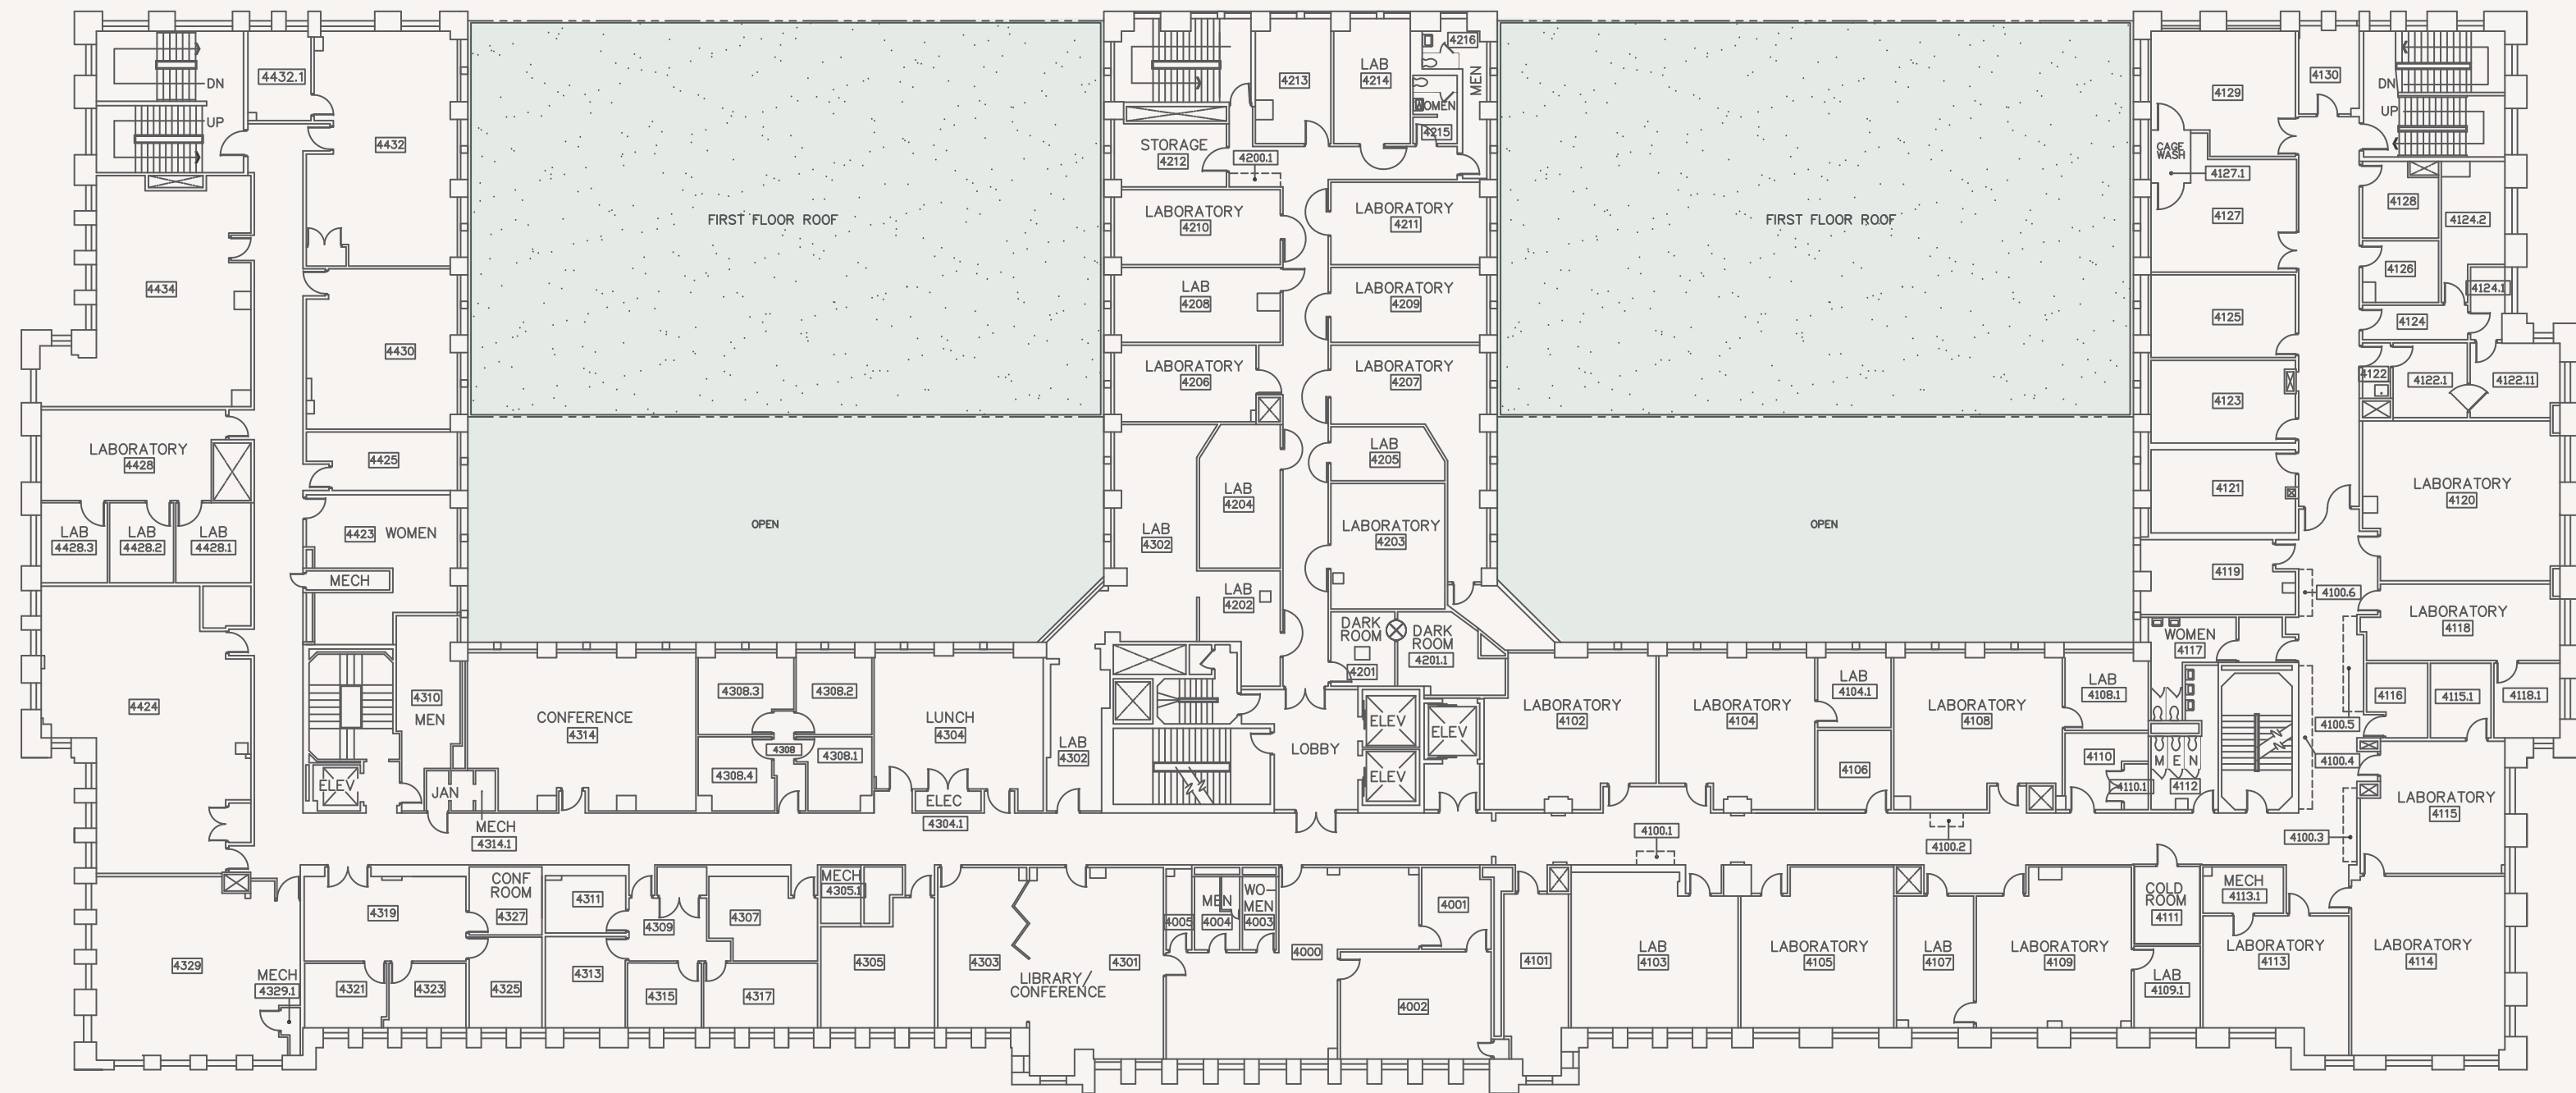 4432.1
DN
UP
4432
4434
4430
LABORATORY
4428
4425
LAB
4428.3
LAB
4428.2
LAB
4428.1
4423 WOMEN
MECH
4424
4310
MEN
ELEV
JAN
MECH
4314.1
FIRST FLOOR ROOF
OPEN
CONFERENCE
4314
4308.3
4308.2
4308
4308.4
4308.1
LUNCH
4304
ELEC
4304.1
LAB
4302
4213
LAB
4214
4216
MEN
WOMEN
4215
STORAGE
4212
4200.1
LABORATORY
4210
LABORATORY
4211
LAB
4208
LABORATORY
4209
LABORATORY
4206
LABORATORY
4207
LAB
4204
LAB
4205
LAB
4302
LABORATORY
4203
LAB
4202
DARK
ROOM
4201
DARK
ROOM
4201.1
LOBBY
ELEV
ELEV
ELEV
FIRST FLOOR ROOF
OPEN
LABORATORY
4102
LABORATORY
4104
LAB
4104.1
4106
LABORATORY
4108
LAB
4108.1
4110
4110.1
MEN
4112
WOMEN
4117
4129
4130
DN
UP
CAGE
WASH
4127.1
4127
4128
4124.2
4126
4124.1
4125
4124
4123
4122
4122.1
4122.11
4121
LABORATORY
4120
4119
4100.6
LABORATORY
4118
4116
4115.1
4118.1
4100.5
4100.4
LABORATORY
4115
4100.3
4100.1
4100.2
4329
MECH
4329.1
4319
4321
4323
CONF
ROOM
4327
4325
4311
4313
4309
4315
4307
4317
MECH
4305.1
4305
4303
LIBRARY/
CONFERENCE
4301
4005
MEN
4004
WO-
MEN
4003
4000
4001
4002
4101
LAB
4103
LABORATORY
4105
LAB
4107
LABORATORY
4109
COLD
ROOM
4111
LAB
4109.1
MECH
4113.1
LABORATORY
4113
LABORATORY
4114